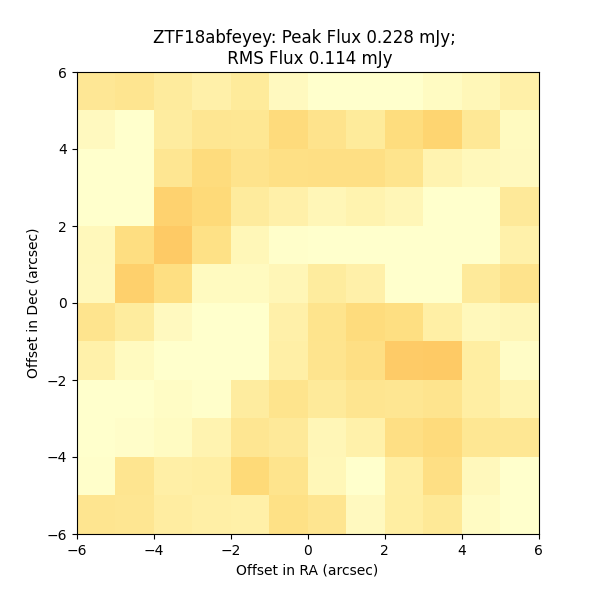 ZTF18abfeyey: Peak Flux 0.228 mJy;
RMS Flux 0.114 mJy
6
4
2
0
−2
−4
−6
Offset in Dec (arcsec)
−6 −4 −2 0 2 4 6
Offset in RA (arcsec)